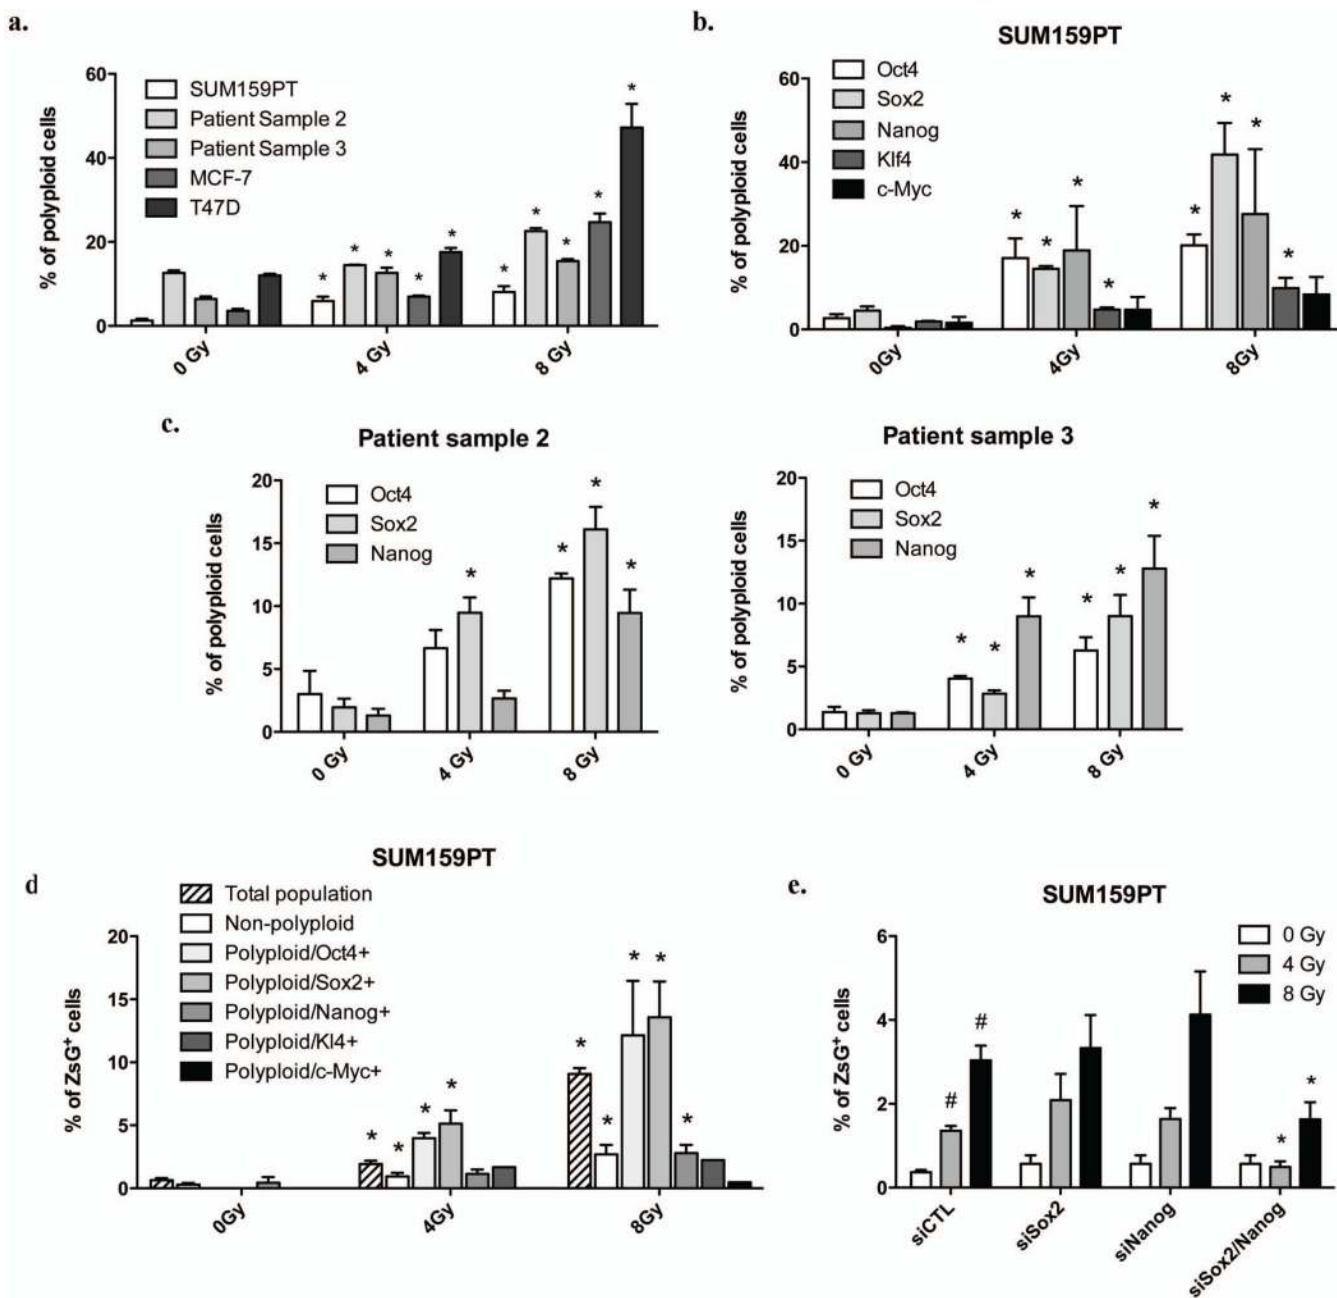 a.
60
40
20
0
% of polyploid cells
SUM159PT
Patient Sample 2
Patient Sample 3
MCF-7
T47D
*
* * * * *
* * * *
0 Gy
4 Gy
8 Gy
b.
SUM159PT
60
40
20
0
% of polyploid cells
Oct4
Sox2
Nanog
Klf4
c-Myc
* * * *
* * * *
0Gy
4Gy
8Gy
c.
Patient sample 2
20
15
10
5
0
% of polyploid cells
Oct4
Sox2
Nanog
*
* * *
0 Gy
4 Gy
8 Gy
Patient sample 3
20
15
10
5
0
% of polyploid cells
Oct4
Sox2
Nanog
* * *
* * *
0 Gy
4 Gy
8 Gy
d
SUM159PT
20
15
10
5
0
% of ZsG⁺ cells
Total population
Non-polyploid
Polyploid/Oct4+
Polyploid/Sox2+
Polyploid/Nanog+
Polyploid/Kl4+
Polyploid/c-Myc+
* * * *
* * * * *
0Gy
4Gy
8Gy
e.
SUM159PT
6
4
2
0
% of ZsG⁺ cells
0 Gy
4 Gy
8 Gy
# #
* *
siCTL
siSox2
siNanog
siSox2/Nanog